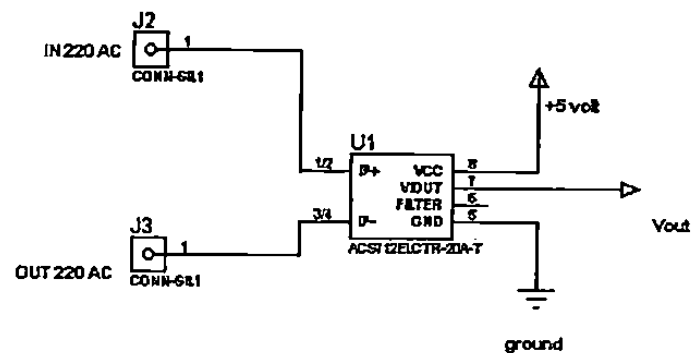 J2
IN 220 AC
1
CONN-SIL1
+5 volt
U1
1/2
IP+
VCC
8
VIOUT
7
FILTER
6
3/4
IP-
GND
5
ACS712ELCTR-20A-T
Vout
J3
1
OUT 220 AC
CONN-SIL1
ground